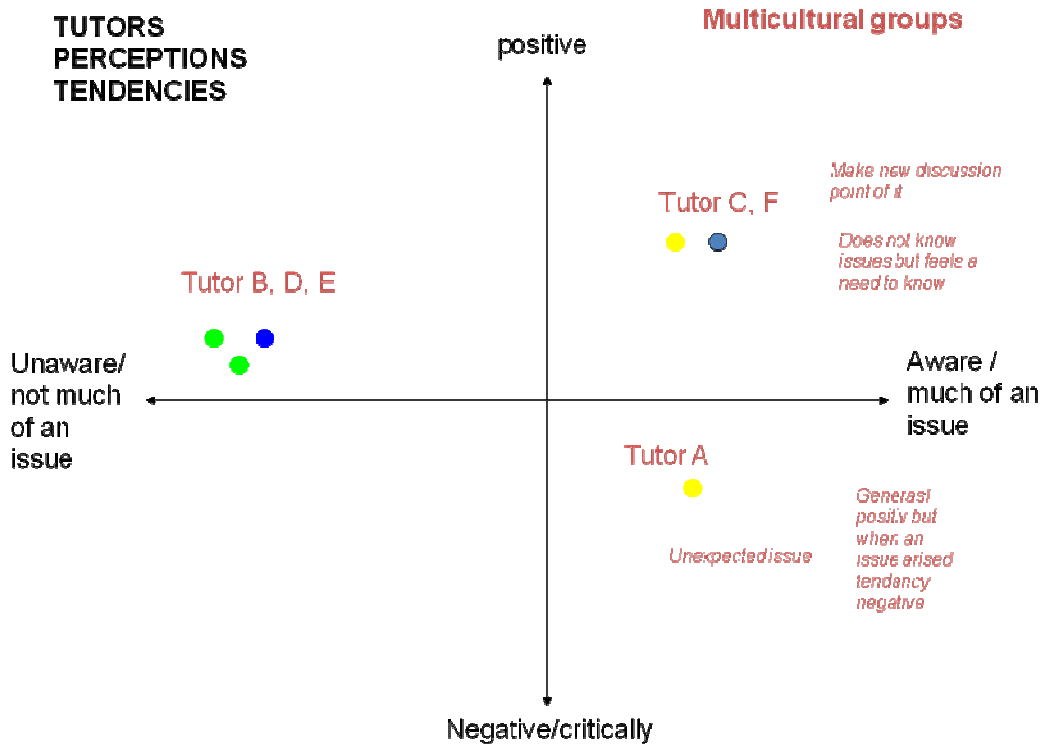 TUTORS
PERCEPTIONS
TENDENCIES
Multicultural groups
positive
Make new discussion
point of it
Tutor C, F
Does not know
issues but feels a
need to know
Tutor B, D, E
Unaware/
not much
of an
issue
Aware /
much of an
issue
Tutor A
Generasl
positiv but
when an
issue arised
tendancy
negative
Unexpected issue
Negative/critically